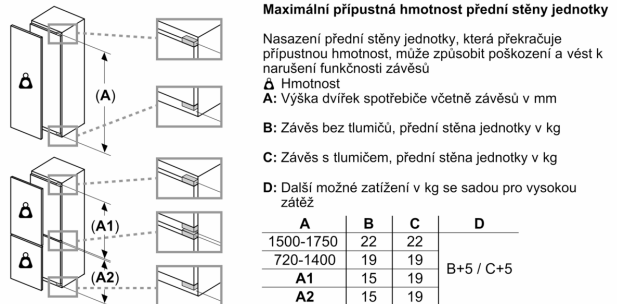 Maximální přípustná hmotnost přední stěny jednotky
Nasazení přední stěny jednotky, která překračuje
přípustnou hmotnost, může způsobit poškození a vést k
narušení funkčnosti závěsů
Hmotnost
A: Výška dvířek spotřebiče včetně závěsů v mm
B: Závěs bez tlumičů, přední stěna jednotky v kg
C: Závěs s tlumičem, přední stěna jednotky v kg
D: Další možné zatížení v kg se sadou pro vysokou
zátěž
A B C D
1500-1750 22 22
720-1400 19 19
B+5 / C+5
A1 15 19
A2 15 19
(A)
(A1)
(A2)